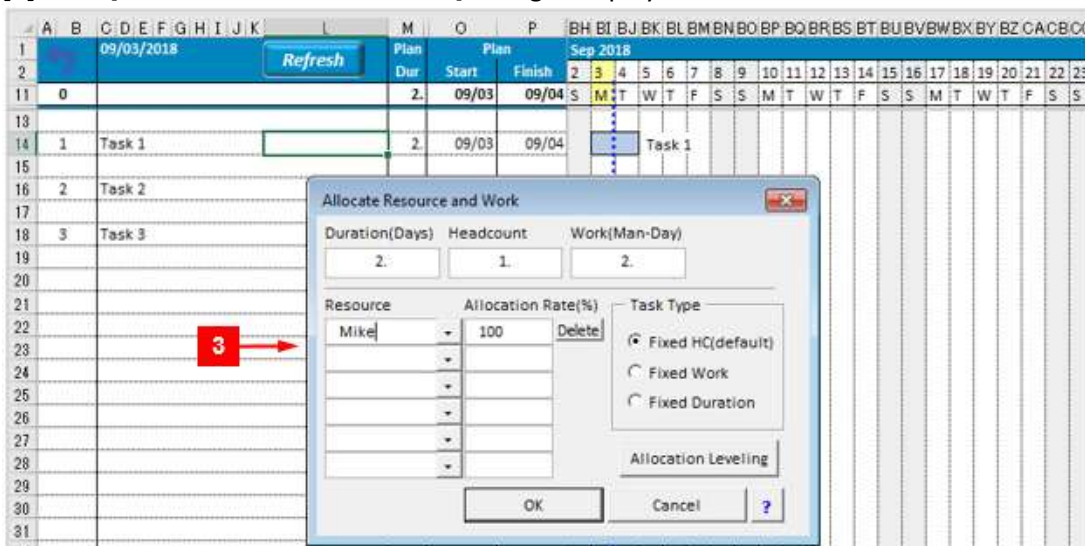 A B C D E F G H I J K L M O P BH BI BJ BK BL BM BN BO BP BQ BR BS BT BU BV BW BX BY BZ CA CB CC
1 09/03/2018 Refresh Plan Plan Sep 2018
2 Dur Start Finish 2 3 4 5 6 7 8 9 10 11 12 13 14 15 16 17 18 19 20 21 22 23
11 0 2. 09/03 09/04 S M T W T F S S M T W T F S S M T W T F S S
13
14 1 Task 1 2. 09/03 09/04 Task 1
15
16 2 Task 2
17
18 3 Task 3
19
20
21
22
23
24
25
26
27
28
29
30
31
Allocate Resource and Work
Duration(Days) Headcount Work(Man-Day)
2. 1. 2.
Resource Allocation Rate(%) Task Type
Mike 100 Delete
Fixed HC(default)
3
Fixed Work
Fixed Duration
Allocation Leveling
OK Cancel ?